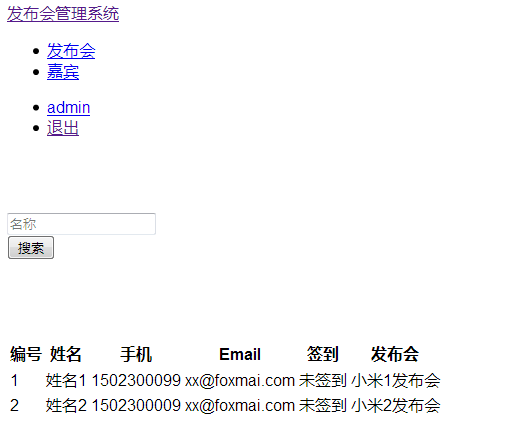 发布会管理系统
发布会
嘉宾
admin
退出
名称
搜索
编号 姓名 手机 Email 签到 发布会
1 姓名1 1502300099 xx@foxmai.com 未签到 小米1发布会
2 姓名2 1502300009 xx@foxmai.com 未签到 小米2发布会